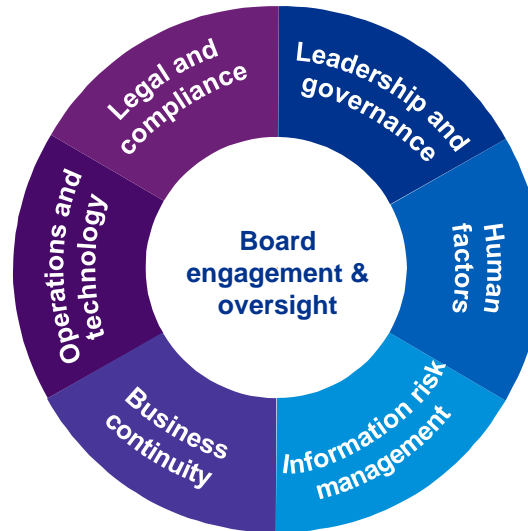 Legal and
compliance
Leadership and
governance
Human
factors
Information risk
management
Business
continuity
Operations and
technology
Board
engagement &
oversight